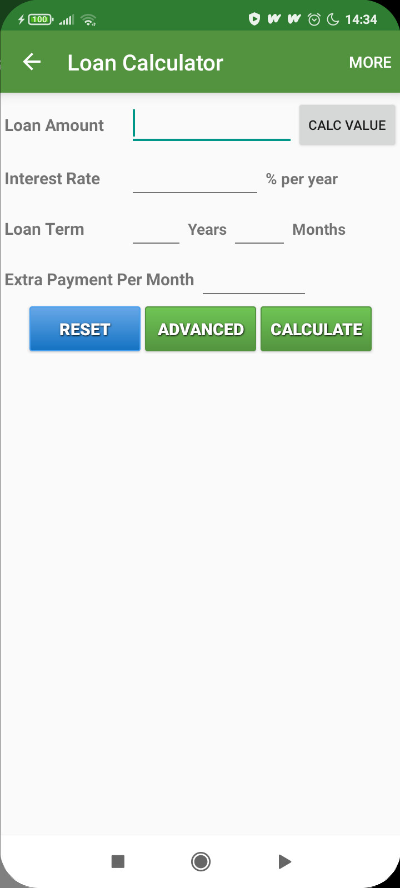 100 14:34
Loan Calculator MORE
Loan Amount CALC VALUE
Interest Rate % per year
Loan Term Years Months
Extra Payment Per Month
RESET ADVANCED CALCULATE